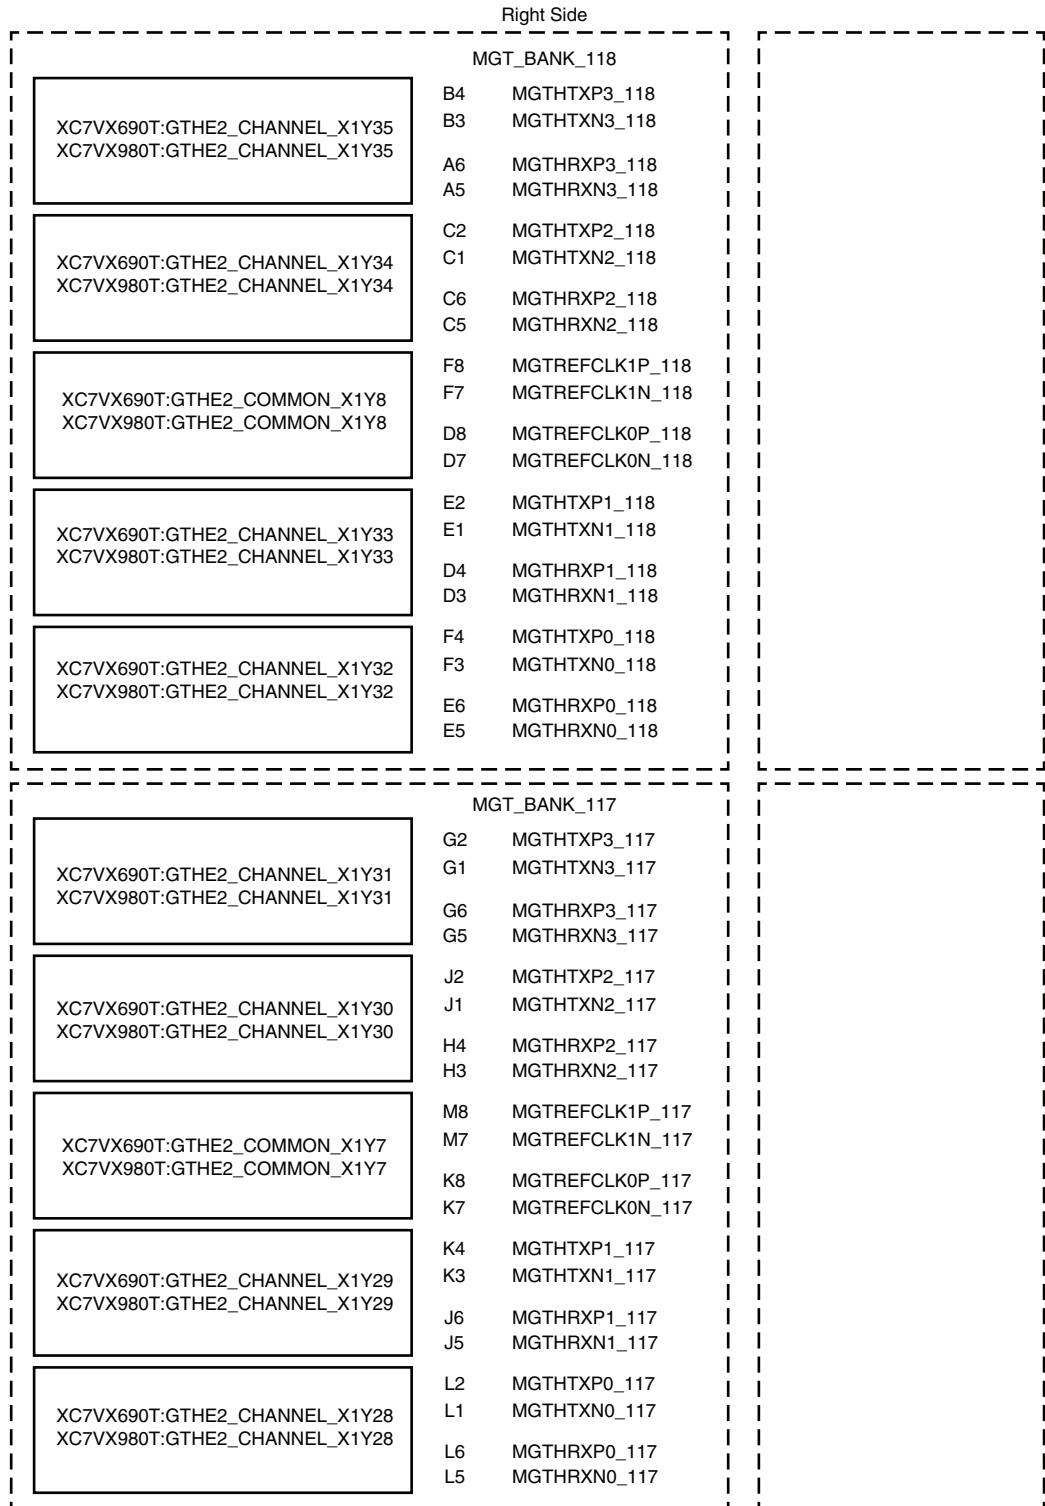 Right Side
MGT_BANK_118
B4 MGTHTXP3_118
B3 MGTHTXN3_118
XC7VX690T:GTHE2_CHANNEL_X1Y35
XC7VX980T:GTHE2_CHANNEL_X1Y35
A6 MGTHRXP3_118
A5 MGTHRXN3_118
C2 MGTHTXP2_118
C1 MGTHTXN2_118
XC7VX690T:GTHE2_CHANNEL_X1Y34
XC7VX980T:GTHE2_CHANNEL_X1Y34
C6 MGTHRXP2_118
C5 MGTHRXN2_118
F8 MGTREFCLK1P_118
F7 MGTREFCLK1N_118
XC7VX690T:GTHE2_COMMON_X1Y8
XC7VX980T:GTHE2_COMMON_X1Y8
D8 MGTREFCLK0P_118
D7 MGTREFCLK0N_118
E2 MGTHTXP1_118
E1 MGTHTXN1_118
XC7VX690T:GTHE2_CHANNEL_X1Y33
XC7VX980T:GTHE2_CHANNEL_X1Y33
D4 MGTHRXP1_118
D3 MGTHRXN1_118
F4 MGTHTXP0_118
F3 MGTHTXN0_118
XC7VX690T:GTHE2_CHANNEL_X1Y32
XC7VX980T:GTHE2_CHANNEL_X1Y32
E6 MGTHRXP0_118
E5 MGTHRXN0_118
MGT_BANK_117
G2 MGTHTXP3_117
G1 MGTHTXN3_117
XC7VX690T:GTHE2_CHANNEL_X1Y31
XC7VX980T:GTHE2_CHANNEL_X1Y31
G6 MGTHRXP3_117
G5 MGTHRXN3_117
J2 MGTHTXP2_117
J1 MGTHTXN2_117
XC7VX690T:GTHE2_CHANNEL_X1Y30
XC7VX980T:GTHE2_CHANNEL_X1Y30
H4 MGTHRXP2_117
H3 MGTHRXN2_117
M8 MGTREFCLK1P_117
M7 MGTREFCLK1N_117
XC7VX690T:GTHE2_COMMON_X1Y7
XC7VX980T:GTHE2_COMMON_X1Y7
K8 MGTREFCLK0P_117
K7 MGTREFCLK0N_117
K4 MGTHTXP1_117
K3 MGTHTXN1_117
XC7VX690T:GTHE2_CHANNEL_X1Y29
XC7VX980T:GTHE2_CHANNEL_X1Y29
J6 MGTHRXP1_117
J5 MGTHRXN1_117
L2 MGTHTXP0_117
L1 MGTHTXN0_117
XC7VX690T:GTHE2_CHANNEL_X1Y28
XC7VX980T:GTHE2_CHANNEL_X1Y28
L6 MGTHRXP0_117
L5 MGTHRXN0_117